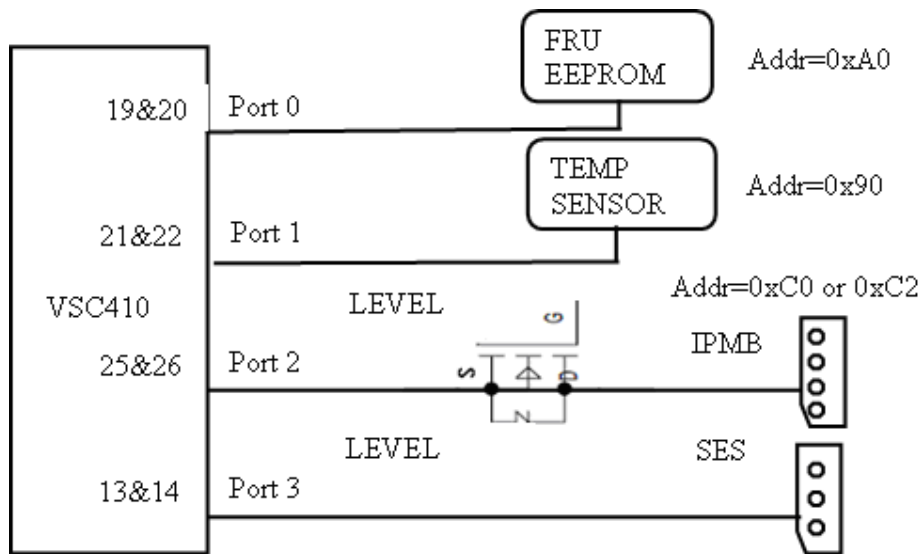 FRU
EEPROM
Addr=0xA0
19&20
Port 0
TEMP
SENSOR
Addr=0x90
21&22
Port 1
Addr=0xC0 or 0xC2
VSC410
LEVEL
G
IPMB
25&26
Port 2
S
D
Z
LEVEL
SES
13&14
Port 3